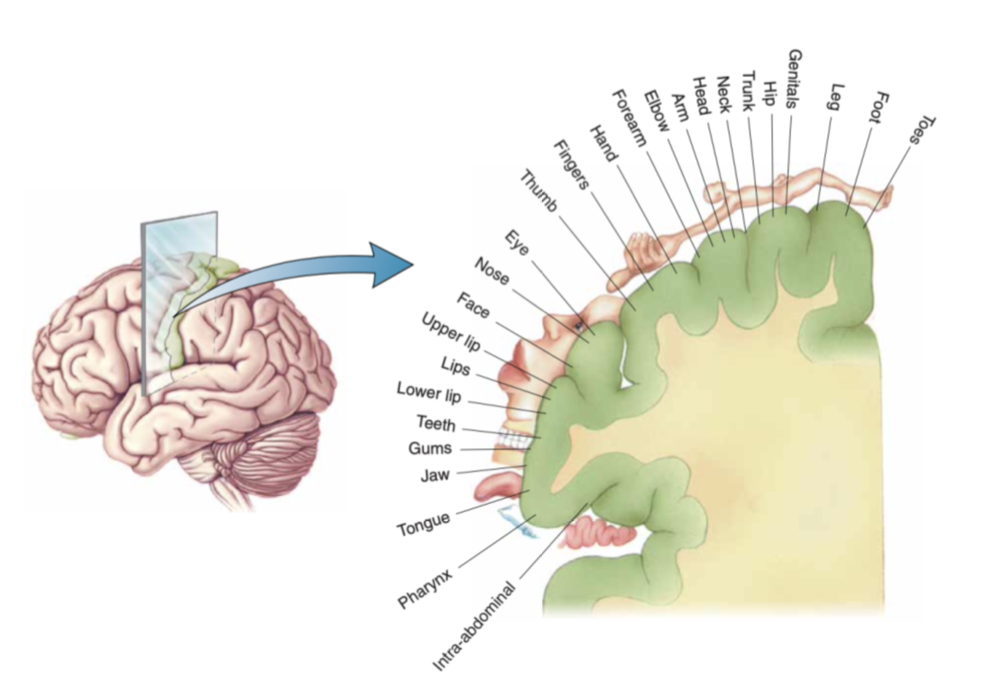 Genitals
Leg
Foot
Toes
Hip
Trunk
Neck
Head
Arm
Elbow
Forearm
Hand
Fingers
Thumb
Eye
Nose
Face
Upper lip
Lips
Lower lip
Teeth
Gums
Jaw
Tongue
Pharynx
Intra-abdominal